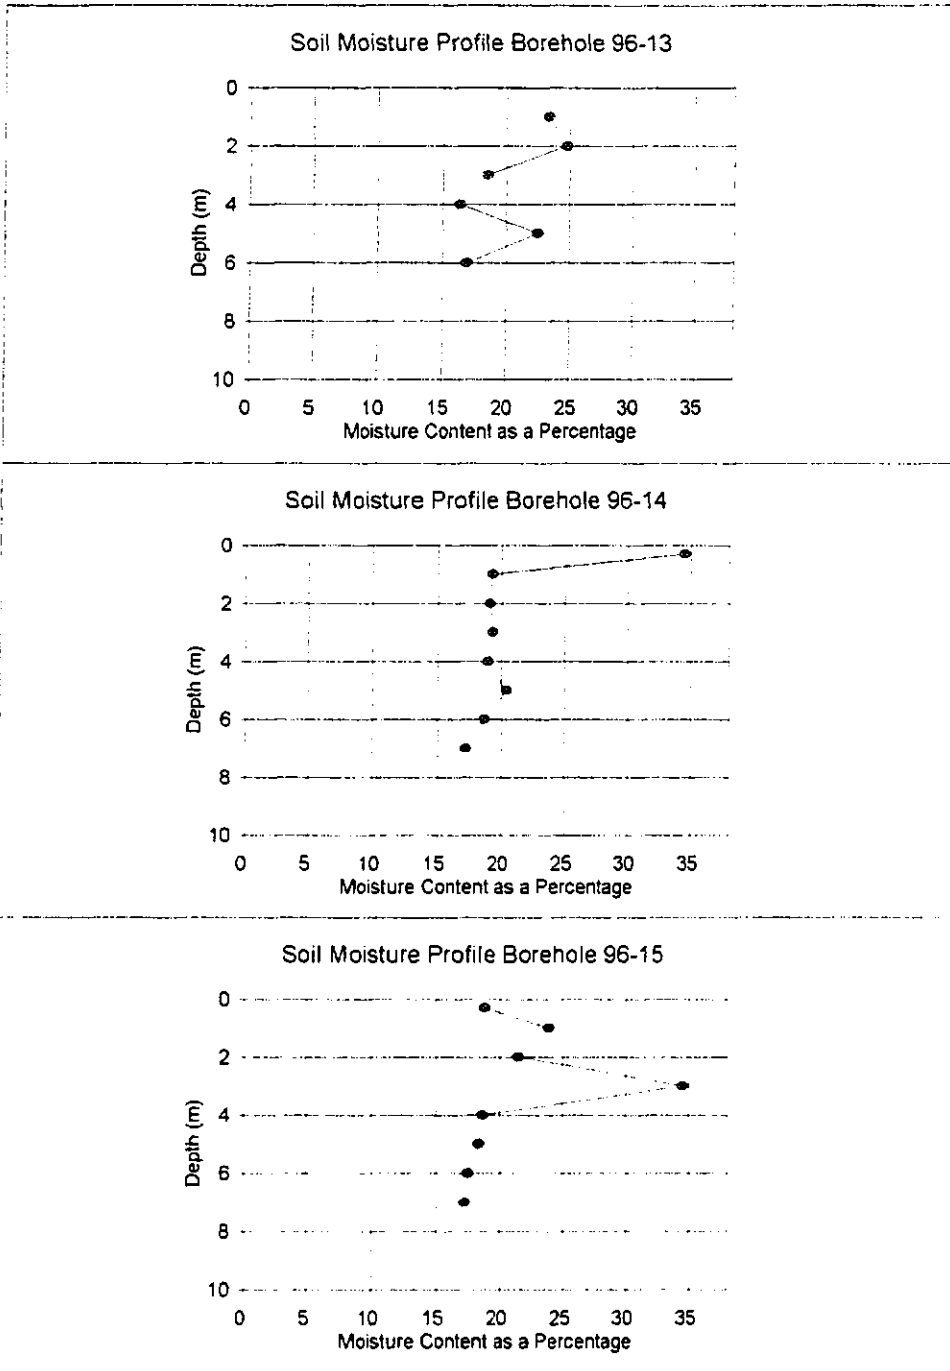 Soil Moisture Profile Borehole 96-13
0
2
4
6
8
10
Depth (m)
0 5 10 15 20 25 30 35
Moisture Content as a Percentage
Soil Moisture Profile Borehole 96-14
0
2
4
6
8
10
Depth (m)
0 5 10 15 20 25 30 35
Moisture Content as a Percentage
Soil Moisture Profile Borehole 96-15
0
2
4
6
8
10
Depth (m)
0 5 10 15 20 25 30 35
Moisture Content as a Percentage